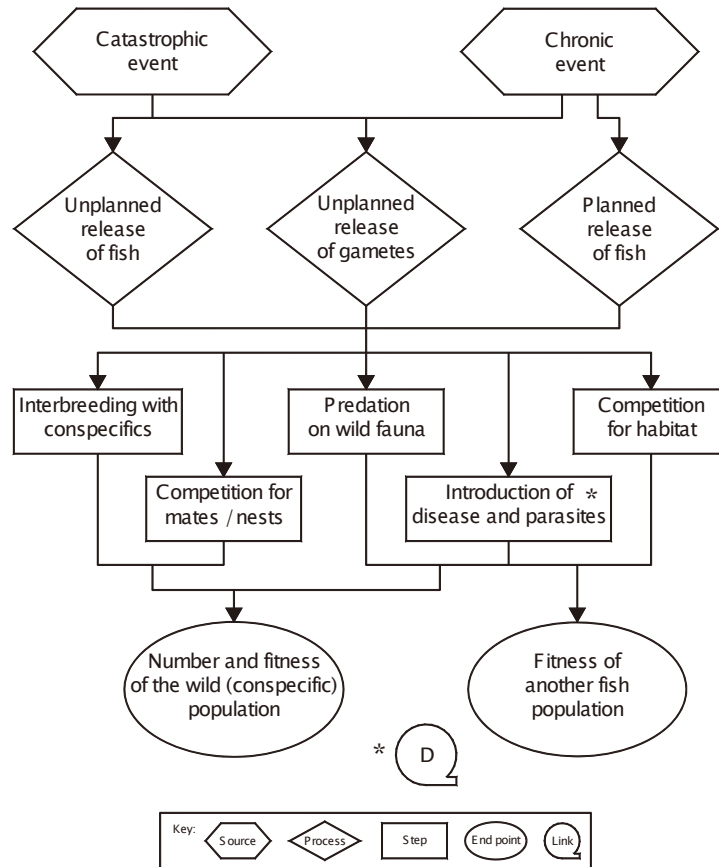 Catastrophic
event
Chronic
event
Unplanned
release
of fish
Unplanned
release
of gametes
Planned
release
of fish
Interbreeding with
conspecifics
Predation
on wild fauna
Competition
for habitat
Competition for
mates / nests
Introduction of *
disease and parasites
Number and fitness
of the wild (conspecific)
population
Fitness of
another fish
population
* D
Key: Source Process Step End point Link